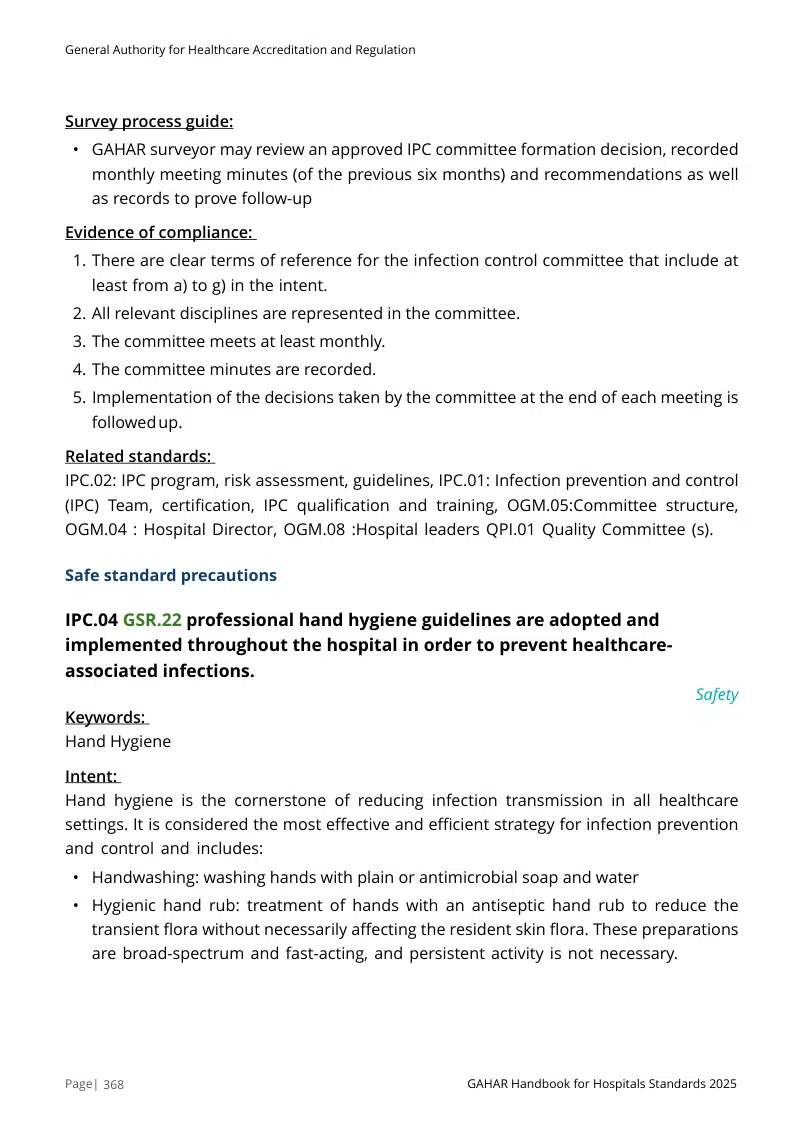 General Authority for Healthcare Accreditation and Regulation
Survey process guide:
• GAHAR surveyor may review an approved IPC committee formation decision, recorded
monthly meeting minutes (of the previous six months) and recommendations as well
as records to prove follow-up
Evidence of compliance:
1. There are clear terms of reference for the infection control committee that include at
least from a) to g) in the intent.
2. All relevant disciplines are represented in the committee.
3. The committee meets at least monthly.
4. The committee minutes are recorded.
5. Implementation of the decisions taken by the committee at the end of each meeting is
followed up.
Related standards:
IPC.02: IPC program, risk assessment, guidelines, IPC.01: Infection prevention and control
(IPC) Team, certification, IPC qualification and training, OGM.05:Committee structure,
OGM.04 : Hospital Director, OGM.08 :Hospital leaders QPI.01 Quality Committee (s).
Safe standard precautions
IPC.04 GSR.22 professional hand hygiene guidelines are adopted and
implemented throughout the hospital in order to prevent healthcare-
associated infections.
Safety
Keywords:
Hand Hygiene
Intent:
Hand hygiene is the cornerstone of reducing infection transmission in all healthcare
settings. It is considered the most effective and efficient strategy for infection prevention
and control and includes:
• Handwashing: washing hands with plain or antimicrobial soap and water
• Hygienic hand rub: treatment of hands with an antiseptic hand rub to reduce the
transient flora without necessarily affecting the resident skin flora. These preparations
are broad-spectrum and fast-acting, and persistent activity is not necessary.
Page| 368
GAHAR Handbook for Hospitals Standards 2025